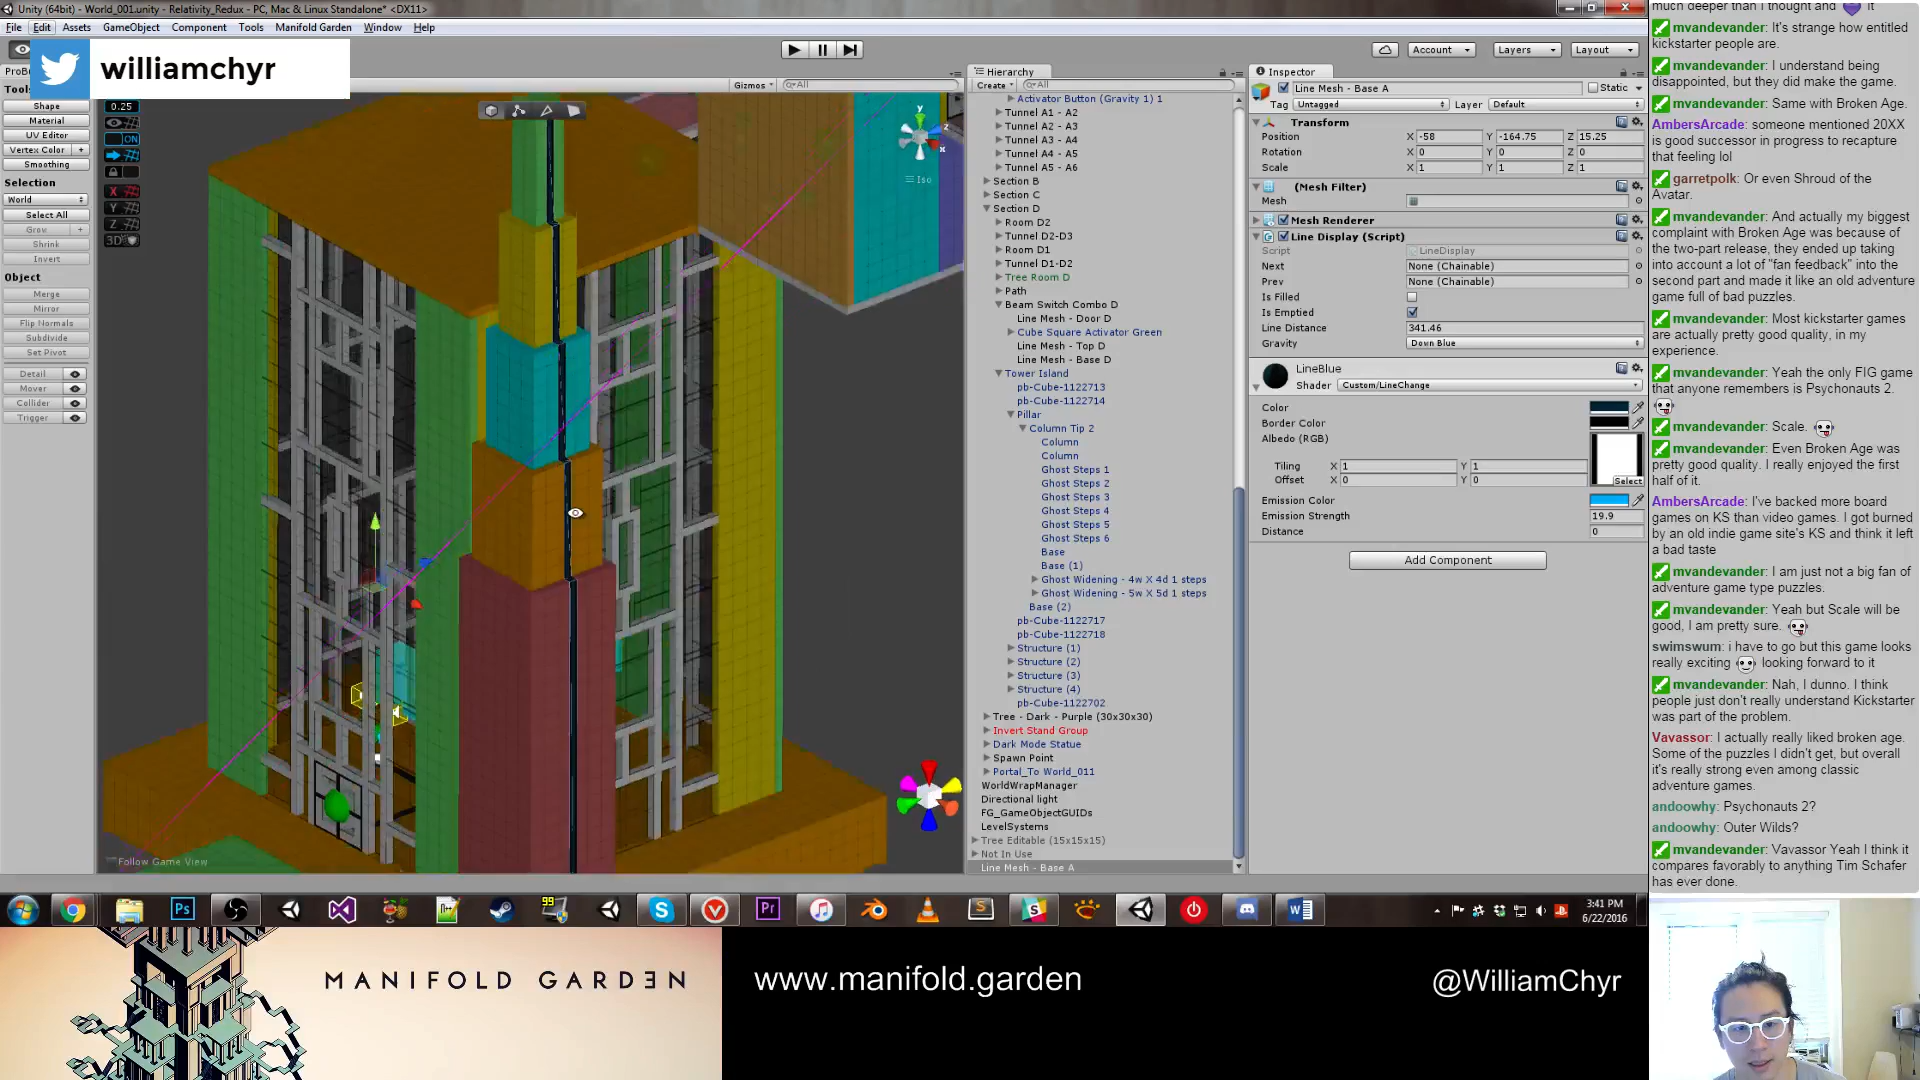 Unity (64bit) - World_001.unity - Relativity_Redux - PC, Mac & Linux Standalone* <DX11>
File Edit Assets GameObject Component Tools Manifold Garden Window Help
williamchyr
Account Layers Layout
Tools
Shape
Material
UV Editor
Vertex Color +
Smoothing
Selection
World
Select All
Grow +
Shrink
Invert
Object
Merge
Mirror
Flip Normals
Subdivide
Set Pivot
Detail
Mover
Collider
Trigger
0.25
ON
X
Y
Z
3D
Gizmos
All
y
z
x
Iso
Follow Game View
Hierarchy
Create
All
Activator Button (Gravity 1) 1
Tunnel A1 - A2
Tunnel A2 - A3
Tunnel A3 - A4
Tunnel A4 - A5
Tunnel A5 - A6
Section B
Section C
Section D
Room D2
Tunnel D2-D3
Room D1
Tunnel D1-D2
Tree Room D
Path
Beam Switch Combo D
Line Mesh - Door D
Cube Square Activator Green
Line Mesh - Top D
Line Mesh - Base D
Tower Island
pb-Cube-1122713
pb-Cube-1122714
Pillar
Column Tip 2
Column
Column
Ghost Steps 1
Ghost Steps 2
Ghost Steps 3
Ghost Steps 4
Ghost Steps 5
Ghost Steps 6
Base
Base (1)
Ghost Widening - 4w X 4d 1 steps
Ghost Widening - 5w X 5d 1 steps
Base (2)
pb-Cube-1122717
pb-Cube-1122718
Structure (1)
Structure (2)
Structure (3)
Structure (4)
pb-Cube-1122702
Tree - Dark - Purple (30x30x30)
Invert Stand Group
Dark Mode Statue
Spawn Point
Portal_To World_011
WorldWrapManager
Directional light
FG_GameObjectGUIDs
LevelSystems
Tree Editable (15x15x15)
Not In Use
Line Mesh - Base A
Inspector
Line Mesh - Base A Static
Tag Untagged Layer Default
Transform
Position X -58 Y -164.75 Z 15.25
Rotation X 0 Y 0 Z 0
Scale X 1 Y 1 Z 1
(Mesh Filter)
Mesh
Mesh Renderer
Line Display (Script)
Script LineDisplay
Next None (Chainable)
Prev None (Chainable)
Is Filled
Is Emptied
Line Distance 341.46
Gravity Down Blue
LineBlue
Shader Custom/LineChange
Color
Border Color
Albedo (RGB)
Tiling X 1 Y 1
Offset X 0 Y 0
Select
Emission Color
Emission Strength 19.9
Distance 0
Add Component
much deeper than I thought and it
mvandevander: It's strange how entitled
kickstarter people are.
mvandevander: I understand being
disappointed, but they did make the game.
mvandevander: Same with Broken Age.
AmbersArcade: someone mentioned 20XX
is good successor in progress to recapture
that feeling lol
garretpolk: Or even Shroud of the
Avatar.
mvandevander: And actually my biggest
complaint with Broken Age was because of
the two-part release, they ended up taking
into account a lot of "fan feedback" into the
second part and made it like an old adventure
game full of bad puzzles.
mvandevander: Most kickstarter games
are actually pretty good quality, in my
experience.
mvandevander: Yeah the only FIG game
that anyone remembers is Psychonauts 2.
mvandevander: Scale.
mvandevander: Even Broken Age was
pretty good quality. I really enjoyed the first
half of it.
AmbersArcade: I've backed more board
games on KS than video games. I got burned
by an old indie game site's KS and think it left
a bad taste
mvandevander: I am just not a big fan of
adventure game type puzzles.
mvandevander: Yeah but Scale will be
good, I am pretty sure.
swimswum: i have to go but this game looks
really exciting looking forward to it
mvandevander: Nah, I dunno. I think
people just don't really understand Kickstarter
was part of the problem.
Vavassor: I actually really liked broken age.
Some of the puzzles I didn't get, but overall
it's really strong even among classic
adventure games.
andoowhy: Psychonauts 2?
andoowhy: Outer Wilds?
mvandevander: Vavassor Yeah I think it
compares favorably to anything Tim Schafer
has ever done.
Ps
99
Pr
3:41 PM
6/22/2016
MANIFOLD GARDEN
www.manifold.garden
@WilliamChyr